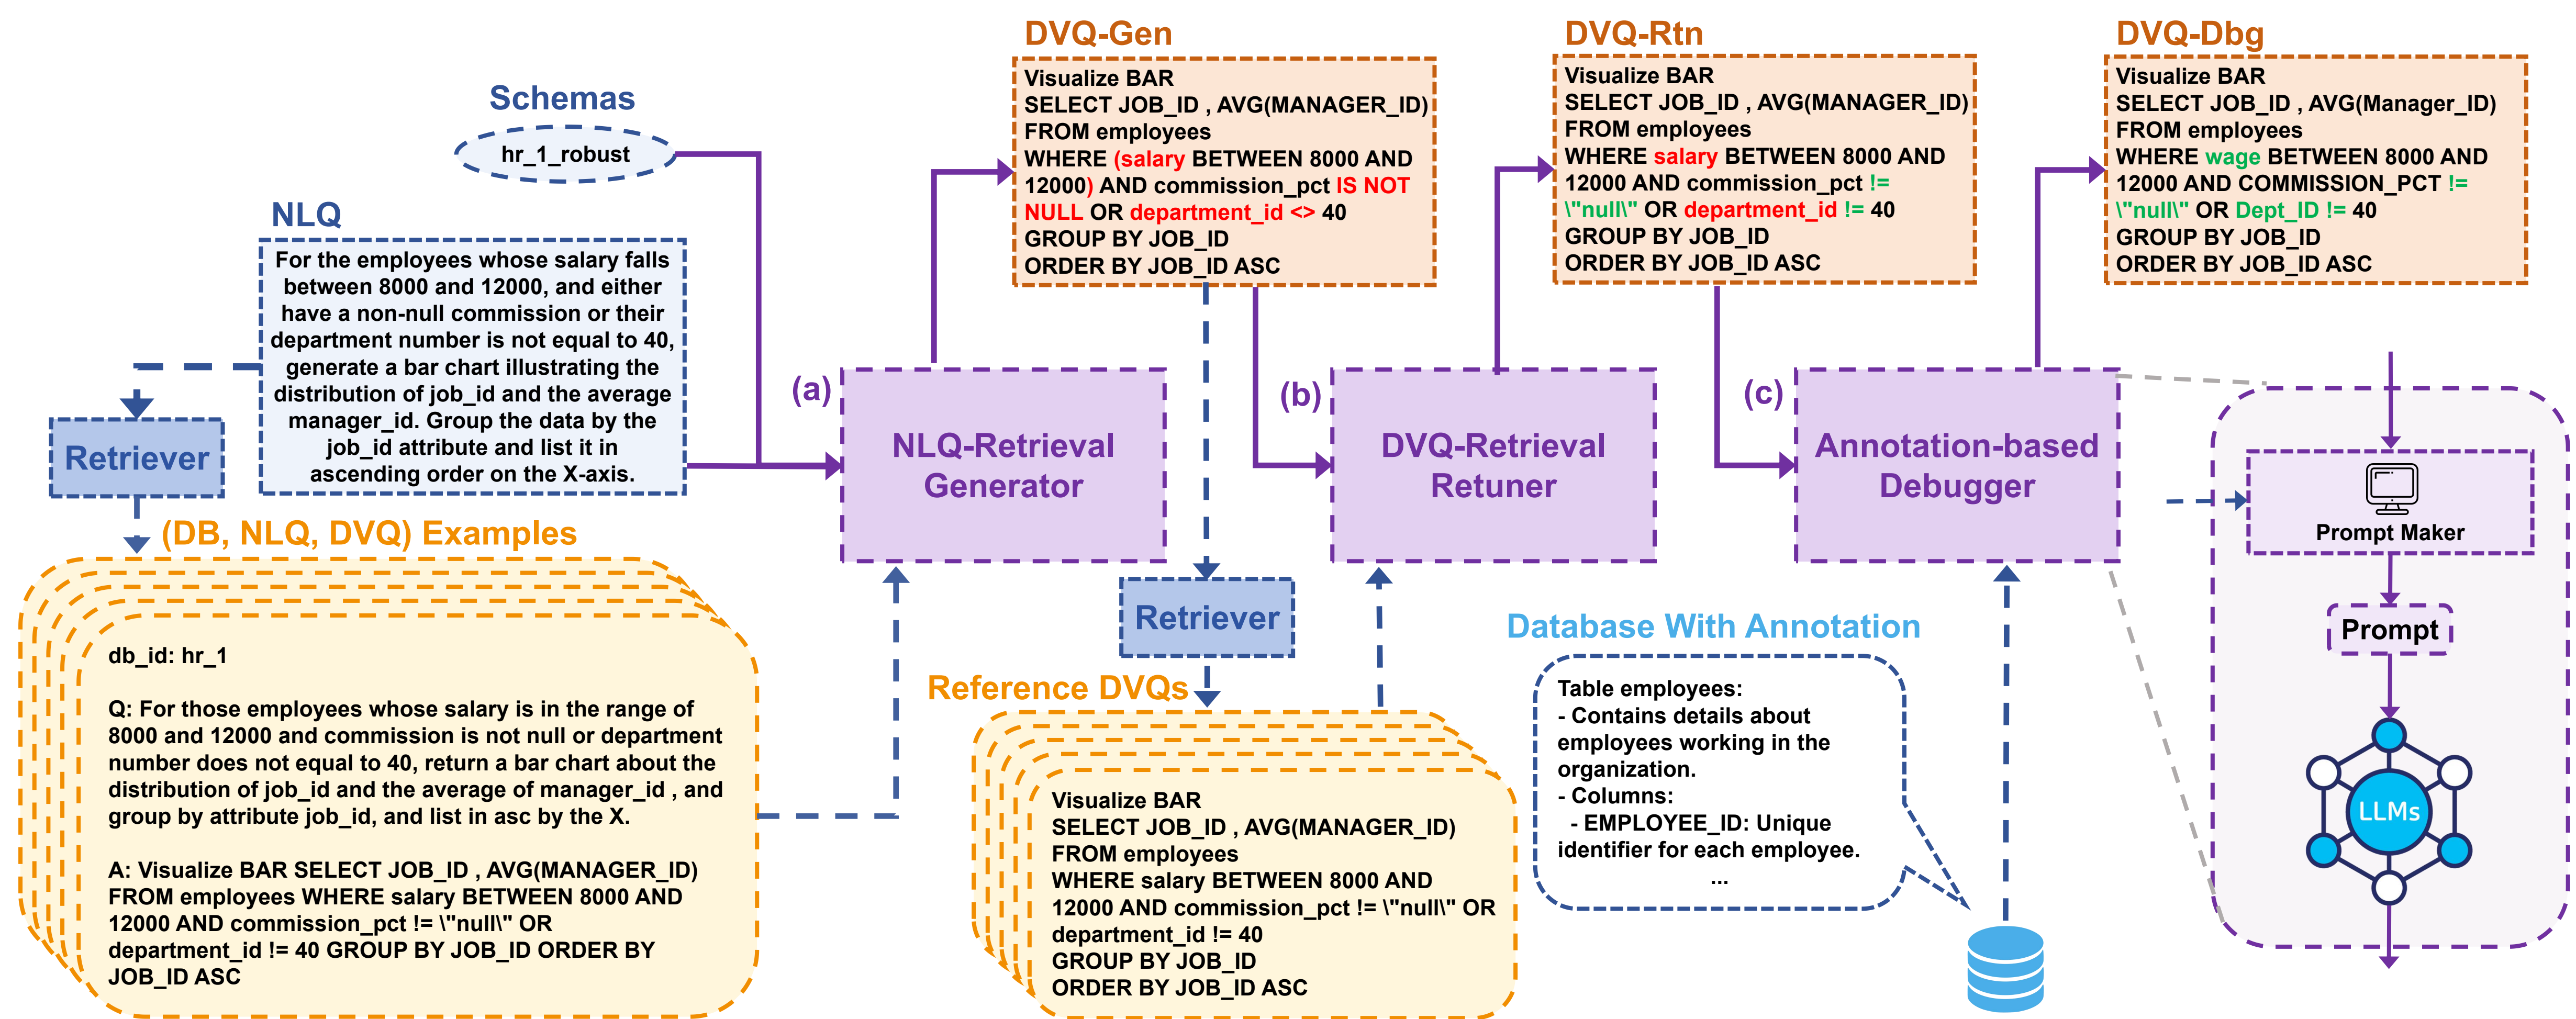 Schemas
hr_1_robust
NLQ
For the employees whose salary falls
between 8000 and 12000, and either
have a non-null commission or their
department number is not equal to 40,
generate a bar chart illustrating the
distribution of job_id and the average
manager_id. Group the data by the
job_id attribute and list it in
ascending order on the X-axis.
Retriever
(DB, NLQ, DVQ) Examples
db_id: hr_1
Q: For those employees whose salary is in the range of
8000 and 12000 and commission is not null or department
number does not equal to 40, return a bar chart about the
distribution of job_id and the average of manager_id , and
group by attribute job_id, and list in asc by the X.
A: Visualize BAR SELECT JOB_ID , AVG(MANAGER_ID)
FROM employees WHERE salary BETWEEN 8000 AND
12000 AND commission_pct != \"null\" OR
department_id != 40 GROUP BY JOB_ID ORDER BY
JOB_ID ASC
(a)
NLQ-Retrieval
Generator
DVQ-Gen
Visualize BAR
SELECT JOB_ID , AVG(MANAGER_ID)
FROM employees
WHERE (salary BETWEEN 8000 AND
12000) AND commission_pct IS NOT
NULL OR department_id <> 40
GROUP BY JOB_ID
ORDER BY JOB_ID ASC
Retriever
Reference DVQs
Visualize BAR
SELECT JOB_ID , AVG(MANAGER_ID)
FROM employees
WHERE salary BETWEEN 8000 AND
12000 AND commission_pct != \"null\" OR
department_id != 40
GROUP BY JOB_ID
ORDER BY JOB_ID ASC
(b)
DVQ-Retrieval
Retuner
DVQ-Rtn
Visualize BAR
SELECT JOB_ID , AVG(MANAGER_ID)
FROM employees
WHERE salary BETWEEN 8000 AND
12000 AND commission_pct !=
\"null\" OR department_id != 40
GROUP BY JOB_ID
ORDER BY JOB_ID ASC
(c)
Annotation-based
Debugger
Database With Annotation
Table employees:
- Contains details about
employees working in the
organization.
- Columns:
- EMPLOYEE_ID: Unique
identifier for each employee.
...
DVQ-Dbg
Visualize BAR
SELECT JOB_ID , AVG(Manager_ID)
FROM employees
WHERE wage BETWEEN 8000 AND
12000 AND COMMISSION_PCT !=
\"null\" OR Dept_ID != 40
GROUP BY JOB_ID
ORDER BY JOB_ID ASC
Prompt Maker
Prompt
LLMs